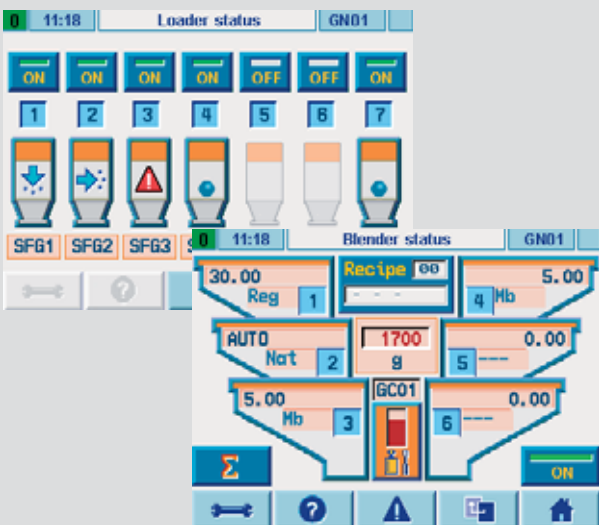 0 11:18 Loader status GN01
ON ON ON ON OFF OFF ON
1 2 3 4 5 6 7
SFG1 SFG2 SFG3
0 11:18 Blender status GN01
30.00 Recipe 00 5.00
Reg 1 --- 4 Mb
AUTO 1700 0.00
Nat 2 g 5 ---
5.00 GC01 0.00
Mb 3 6 ---
Σ ON
?